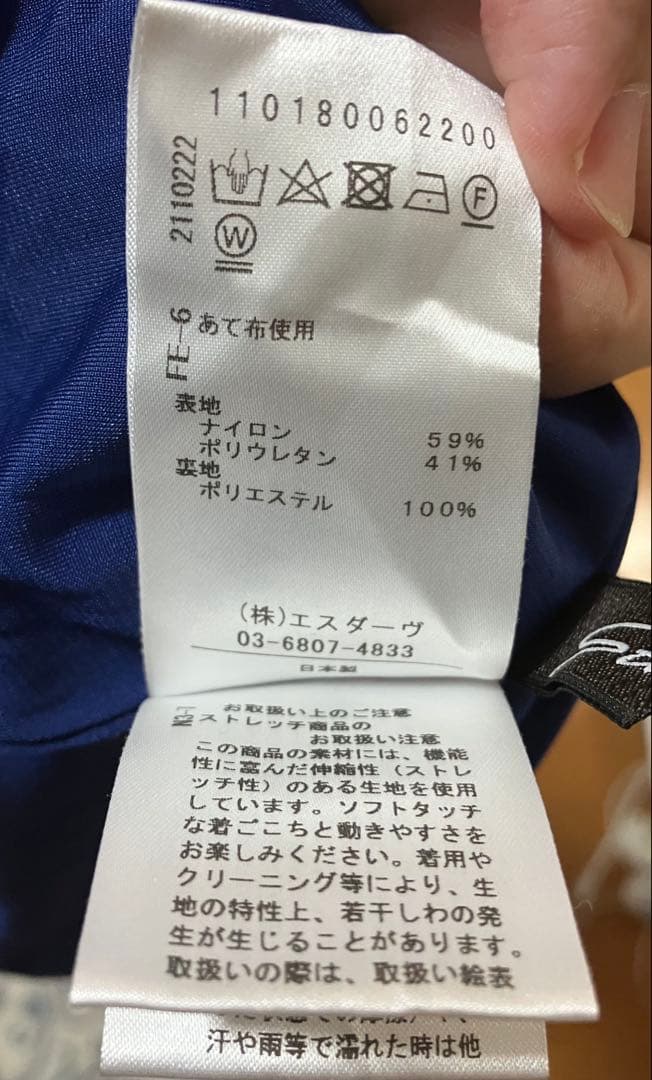 110180062200
2110222
F
W
FE-6
あて布使用
表地
ナイロン 59%
ポリウレタン 41%
裏地
ポリエステル 100%
(株)エスダーヴ
03-6807-4833
日本製
お取扱い上のご注意
ストレッチ商品の
お取扱い注意
この商品の素材には、機能
性に富んだ伸縮性(ストレ
ッチ性)のある生地を使用
しています。ソフトタッチ
な着ごこちと動きやすさを
お楽しみください。着用や
クリーニング等により、生
地の特性上、若干しわの発
生が生じることがあります。
取扱いの際は、取扱い絵表
汗や雨等で濡れた時は他